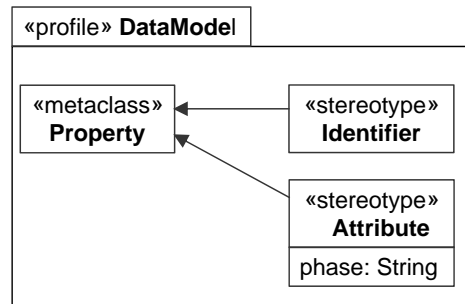 «profile» DataModel
«metaclass»
Property
«stereotype»
Identifier
«stereotype»
Attribute
phase: String